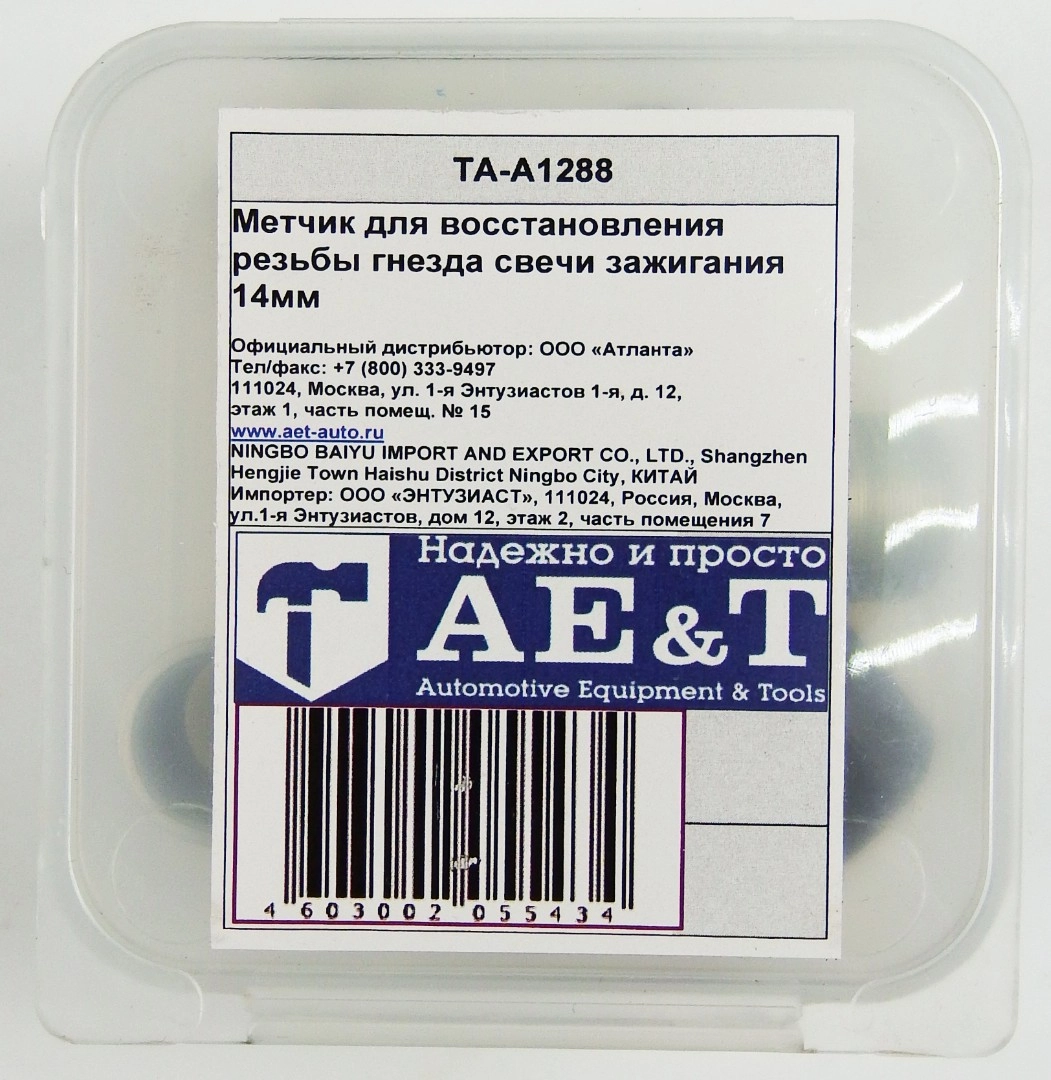 TA-A1288
Метчик для восстановления
резьбы гнезда свечи зажигания
14мм
Официальный дистрибьютор: ООО «Атланта»
Тел/факс: +7 (800) 333-9497
111024, Москва, ул. 1-я Энтузиастов 1-я, д. 12,
этаж 1, часть помещ. № 15
www.aet-auto.ru
NINGBO BAIYU IMPORT AND EXPORT CO., LTD., Shangzhen
Hengjie Town Haishu District Ningbo City, КИТАЙ
Импортер: ООО «ЭНТУЗИАСТ», 111024, Россия, Москва,
ул.1-я Энтузиастов, дом 12, этаж 2, часть помещения 7
Надежно и просто
AE&T
Automotive Equipment & Tools
4 603002 055434